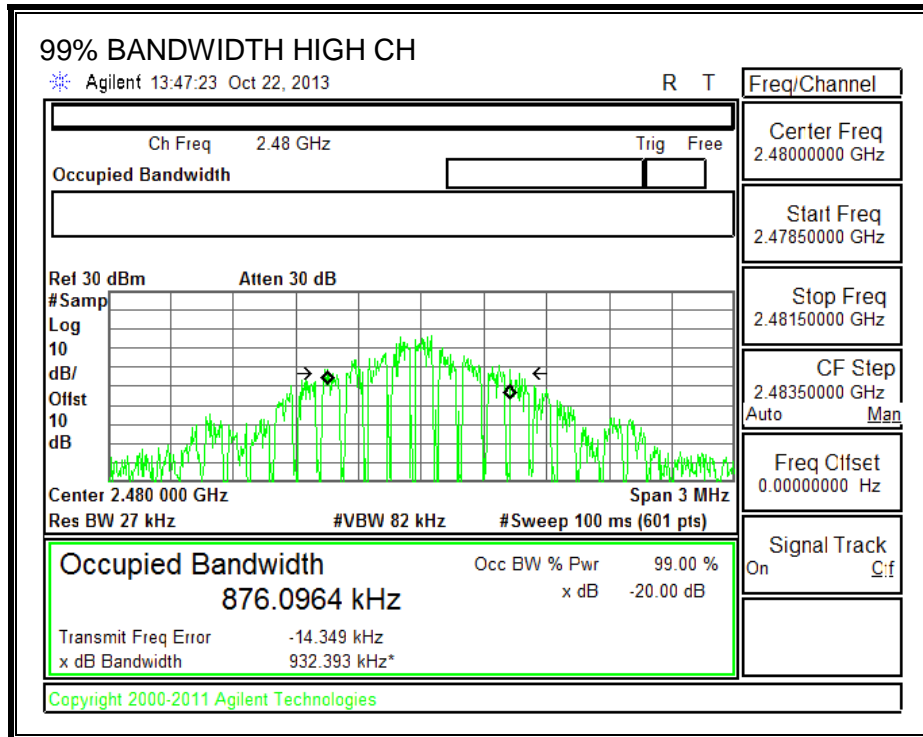 99% BANDWIDTH HIGH CH
Agilent 13:47:23 Oct 22, 2013 R T
Ch Freq 2.48 GHz Trig Free
Occupied Bandwidth
Ref 30 dBm Atten 30 dB
#Samp
Log
10
dB/
Offst
10
dB
Center 2.480 000 GHz Span 3 MHz
Res BW 27 kHz #VBW 82 kHz #Sweep 100 ms (601 pts)
Occupied Bandwidth
876.0964 kHz
Occ BW % Pwr 99.00 %
x dB -20.00 dB
Transmit Freq Error -14.349 kHz
x dB Bandwidth 932.393 kHz*
Copyright 2000-2011 Agilent Technologies
Freq/Channel
Center Freq
2.48000000 GHz
Start Freq
2.47850000 GHz
Stop Freq
2.48150000 GHz
CF Step
2.48350000 GHz
Auto Man
Freq Offset
0.00000000 Hz
Signal Track
On Off